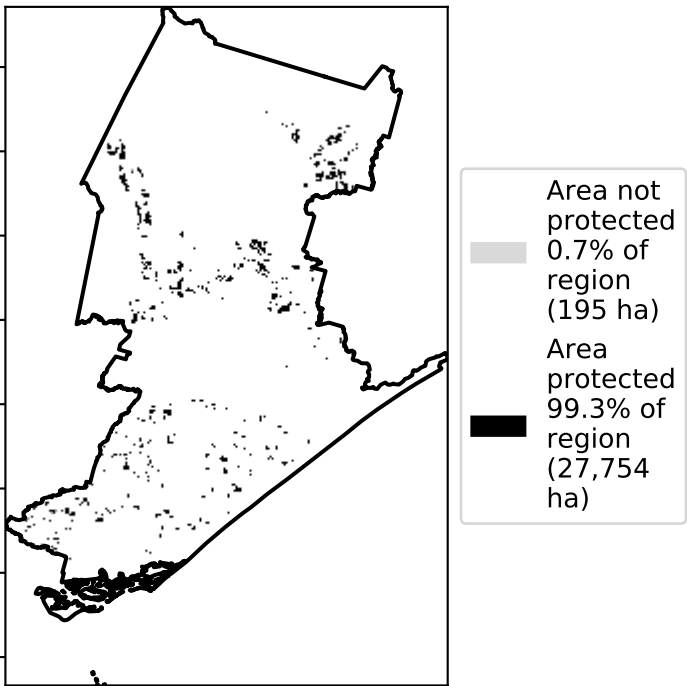 Area not
protected
0.7% of
region
(195 ha)
Area
protected
99.3% of
region
(27,754
ha)